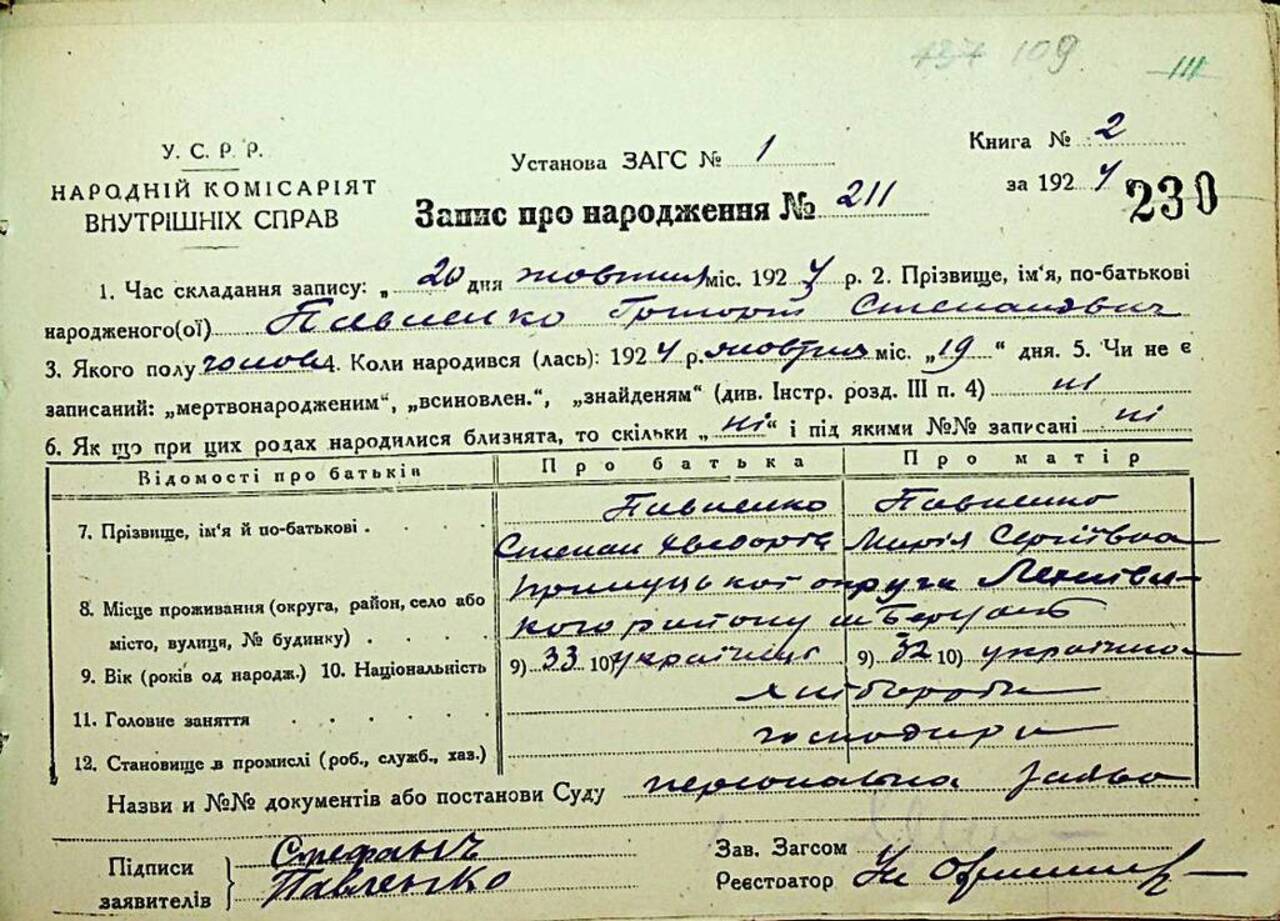 109
111
У. С. Р. Р.
НАРОДНІЙ КОМІСАРІЯТ
ВНУТРІШНІХ СПРАВ
Установа ЗАГС № 1
Книга № 2
за 1924
230
Запис про народження № 211
1. Час складання запису: „ 20 дня жовтня міс. 1924 р. 2. Прізвище, ім'я, по-батькові
народженого(ої) Павленко Григорій Степанович
3. Якого полу чолов 4. Коли народився (лась): 1924 р. жовтня міс. „19“ дня. 5. Чи не є
записаний: „мертвонародженим“, „всиновлен.“, „знайденям“ (див. Інстр. розд. III п. 4) ні
6. Як що при цих родах народилися близнята, то скільки „ ні “ і під якими №№ записані ні
Відомості про батьків Про батька Про матір
7. Прізвище, ім'я й по-батькові . Павленко Павленко
Степан Марія Сергіївна
8. Місце проживання (округа, район, село або Прилуцької округи
місто, вулиця, № будинку) . кого району
9. Вік (років од народж.) 10. Національність 9) 33 10) українець 9) 32 10) українка
11. Головне заняття хліборобы
12. Становище в промислі (роб., служб., хаз.) господари
Назви и №№ документів або постанови Суду персональна заява
Підписи
заявителів
Стефанъ
Павленко
Зав. Загсом
Реєстратор